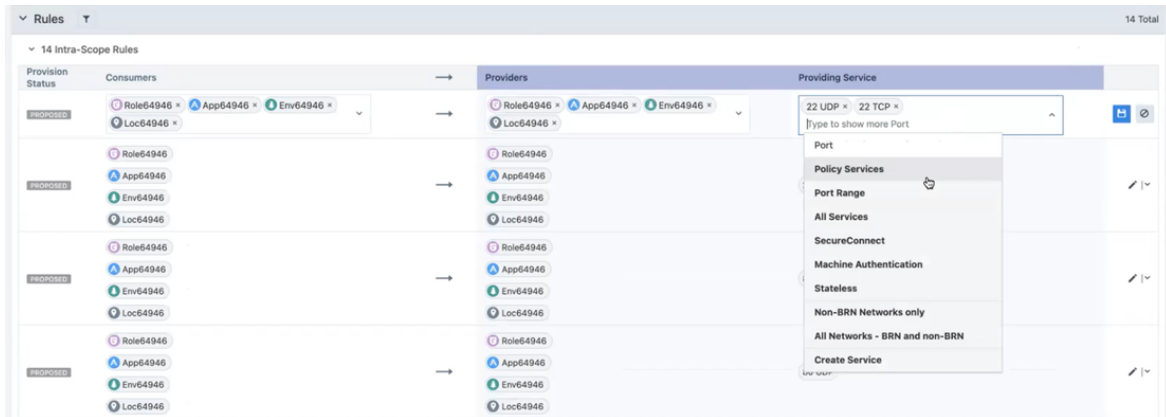 Rules
14 Total
14 Intra-Scope Rules
Provision Status
Consumers
Providers
Providing Service
PROPOSED
Role64946 × App64946 × Env64946 ×
Loc64946 ×
Role64946 × App64946 × Env64946 ×
Loc64946 ×
22 UDP × 22 TCP ×
Type to show more Port
Port
Policy Services
Port Range
All Services
SecureConnect
Machine Authentication
Stateless
Non-BRN Networks only
All Networks - BRN and non-BRN
Create Service
PROPOSED
Role64946
App64946
Env64946
Loc64946
Role64946
App64946
Env64946
Loc64946
PROPOSED
Role64946
App64946
Env64946
Loc64946
Role64946
App64946
Env64946
Loc64946
PROPOSED
Role64946
App64946
Env64946
Loc64946
Role64946
App64946
Env64946
Loc64946